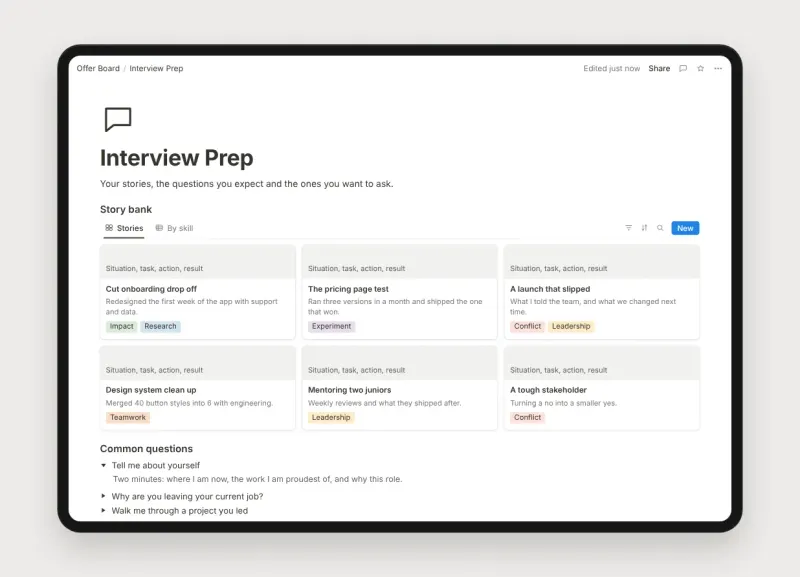 Offer Board / Interview Prep
Edited just now Share
Interview Prep
Your stories, the questions you expect and the ones you want to ask.
Story bank
Stories By skill
New
Situation, task, action, result
Cut onboarding drop off
Redesigned the first week of the app with support
and data.
Impact Research
Situation, task, action, result
The pricing page test
Ran three versions in a month and shipped the one
that won.
Experiment
Situation, task, action, result
A launch that slipped
What I told the team, and what we changed next
time.
Conflict Leadership
Situation, task, action, result
Design system clean up
Merged 40 button styles into 6 with engineering.
Teamwork
Situation, task, action, result
Mentoring two juniors
Weekly reviews and what they shipped after.
Leadership
Situation, task, action, result
A tough stakeholder
Turning a no into a smaller yes.
Conflict
Common questions
Tell me about yourself
Two minutes: where I am now, the work I am proudest of, and why this role.
Why are you leaving your current job?
Walk me through a project you led